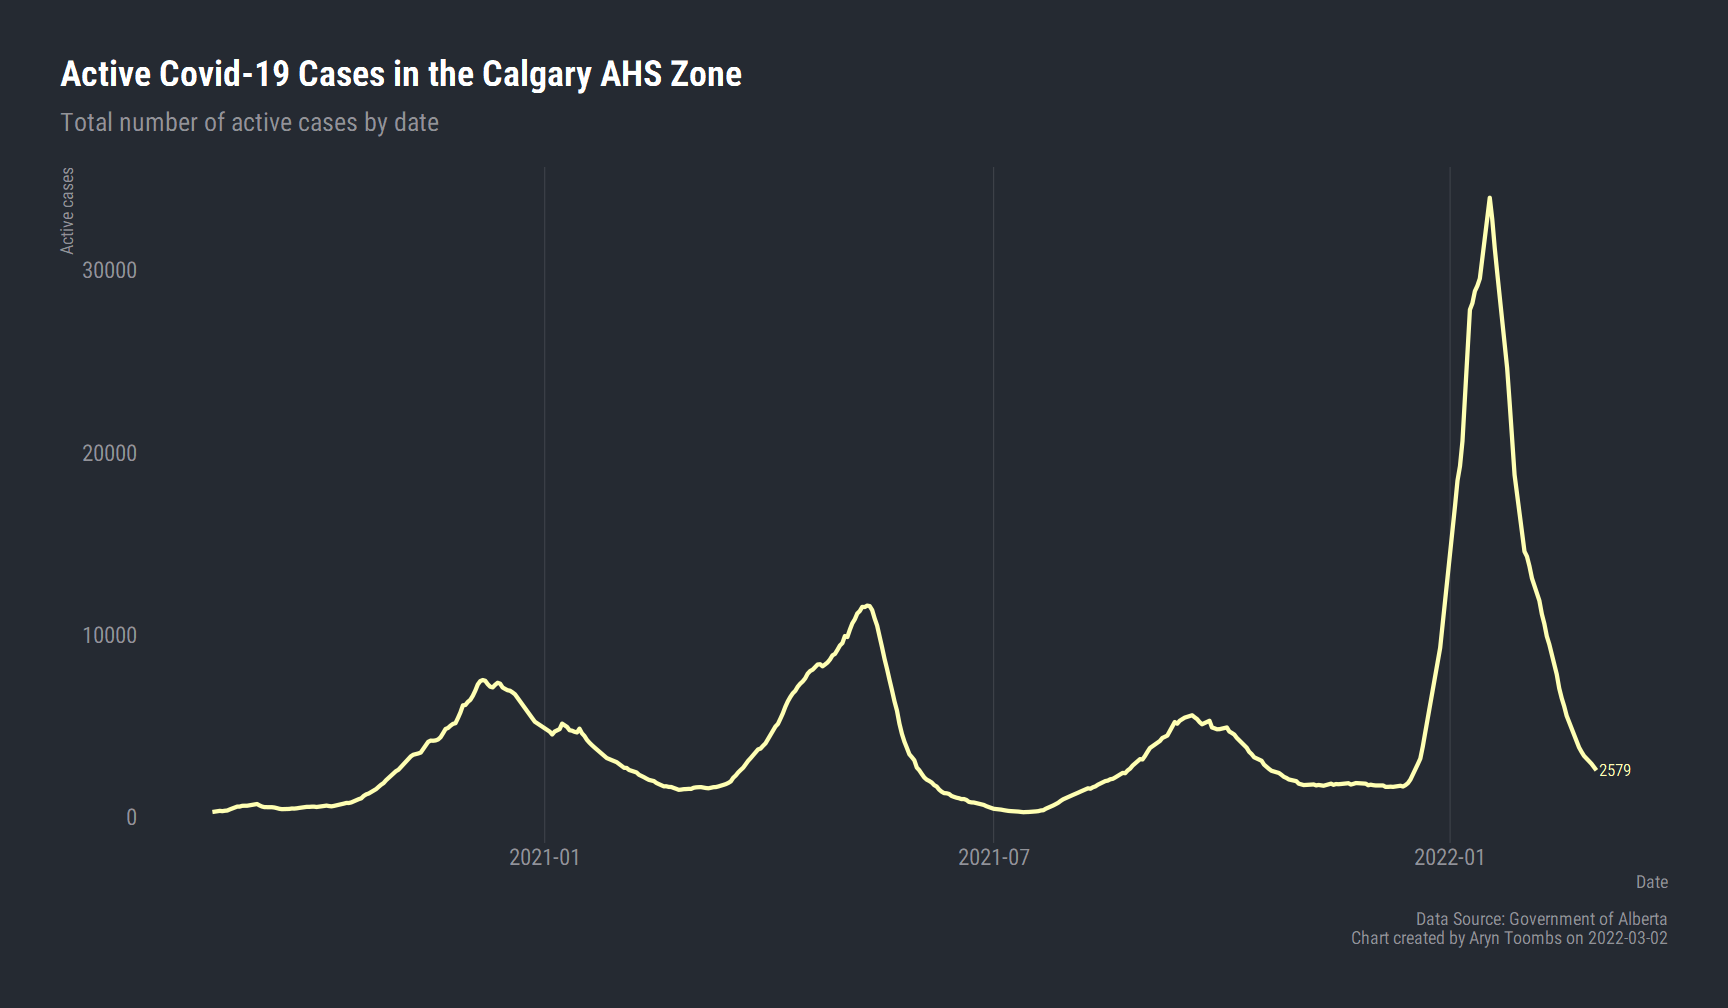 Active Covid-19 Cases in the Calgary AHS Zone
Total number of active cases by date
Active cases
30000
20000
10000
0
2579
2021-01
2021-07
2022-01
Date
Data Source: Government of Alberta
Chart created by Aryn Toombs on 2022-03-02